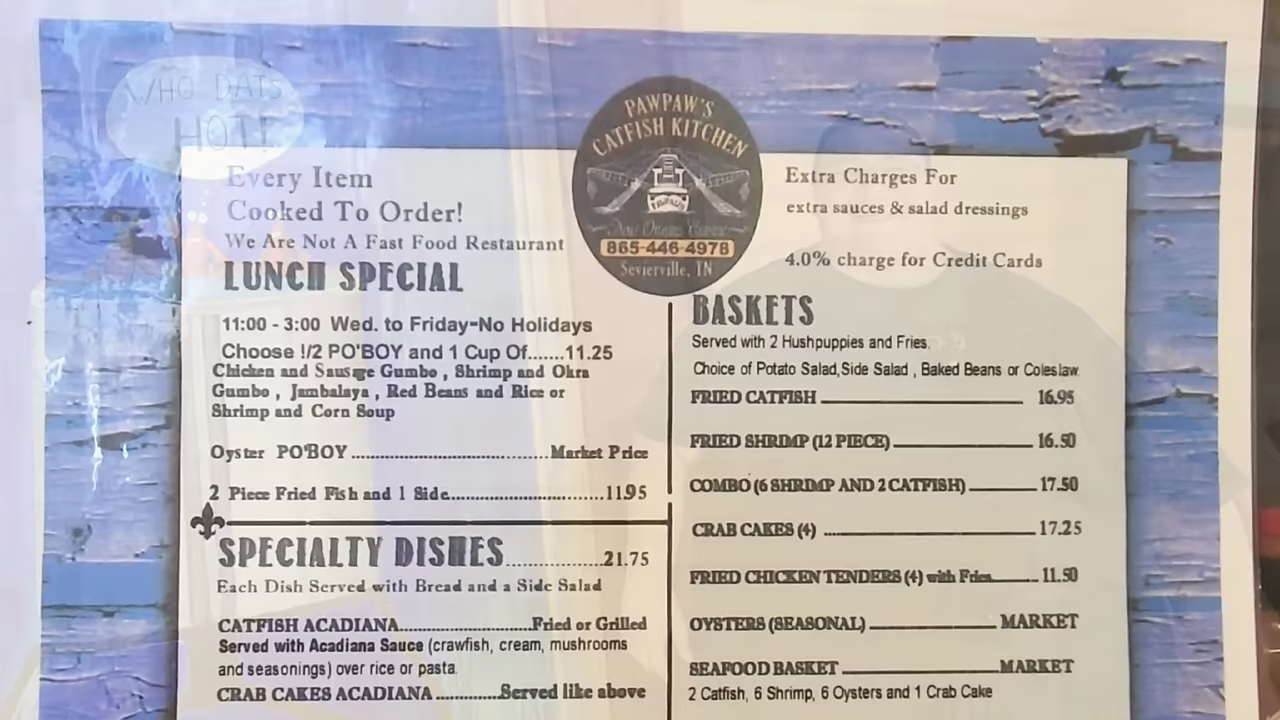 WHO DATS
HOT!
PAWPAW'S
CATFISH KITCHEN
PAWPAW'S
865-446-4978
Sevierville, TN
Every Item
Cooked To Order!
We Are Not A Fast Food Restaurant
Extra Charges For
extra sauces & salad dressings
4.0% charge for Credit Cards
LUNCH SPECIAL
11:00 - 3:00 Wed. to Friday-No Holidays
Choose !/2 PO'BOY and 1 Cup Of.......11.25
Chicken and Sausage Gumbo , Shrimp and Okra
Gumbo , Jambalaya , Red Beans and Rice or
Shrimp and Corn Soup
Oyster PO'BOY ............................................Market Price
2 Piece Fried Fish and 1 Side..................................11.95
SPECIALTY DISHES......................21.75
Each Dish Served with Bread and a Side Salad
CATFISH ACADIANA.............................Fried or Grilled
Served with Acadiana Sauce (crawfish, cream, mushrooms
and seasonings) over rice or pasta.
CRAB CAKES ACADIANA ..............Served like above
BASKETS
Served with 2 Hushpuppies and Fries.
Choice of Potato Salad,Side Salad , Baked Beans or Coleslaw.
FRIED CATFISH ______ 16.95
FRIED SHRIMP (12 PIECE) ______ 16.50
COMBO (6 SHRIMP AND 2 CATFISH) ______ 17.50
CRAB CAKES (4) ...______ 17.25
FRIED CHICKEN TENDERS (4) with Fries______ 11.50
OYSTERS (SEASONAL) ______ MARKET
SEAFOOD BASKET ______MARKET
2 Catfish, 6 Shrimp, 6 Oysters and 1 Crab Cake